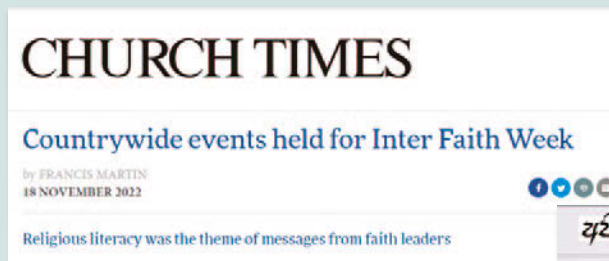 CHURCH TIMES
Countrywide events held for Inter Faith Week
by FRANCIS MARTIN
18 NOVEMBER 2022
Religious literacy was the theme of messages from faith leaders